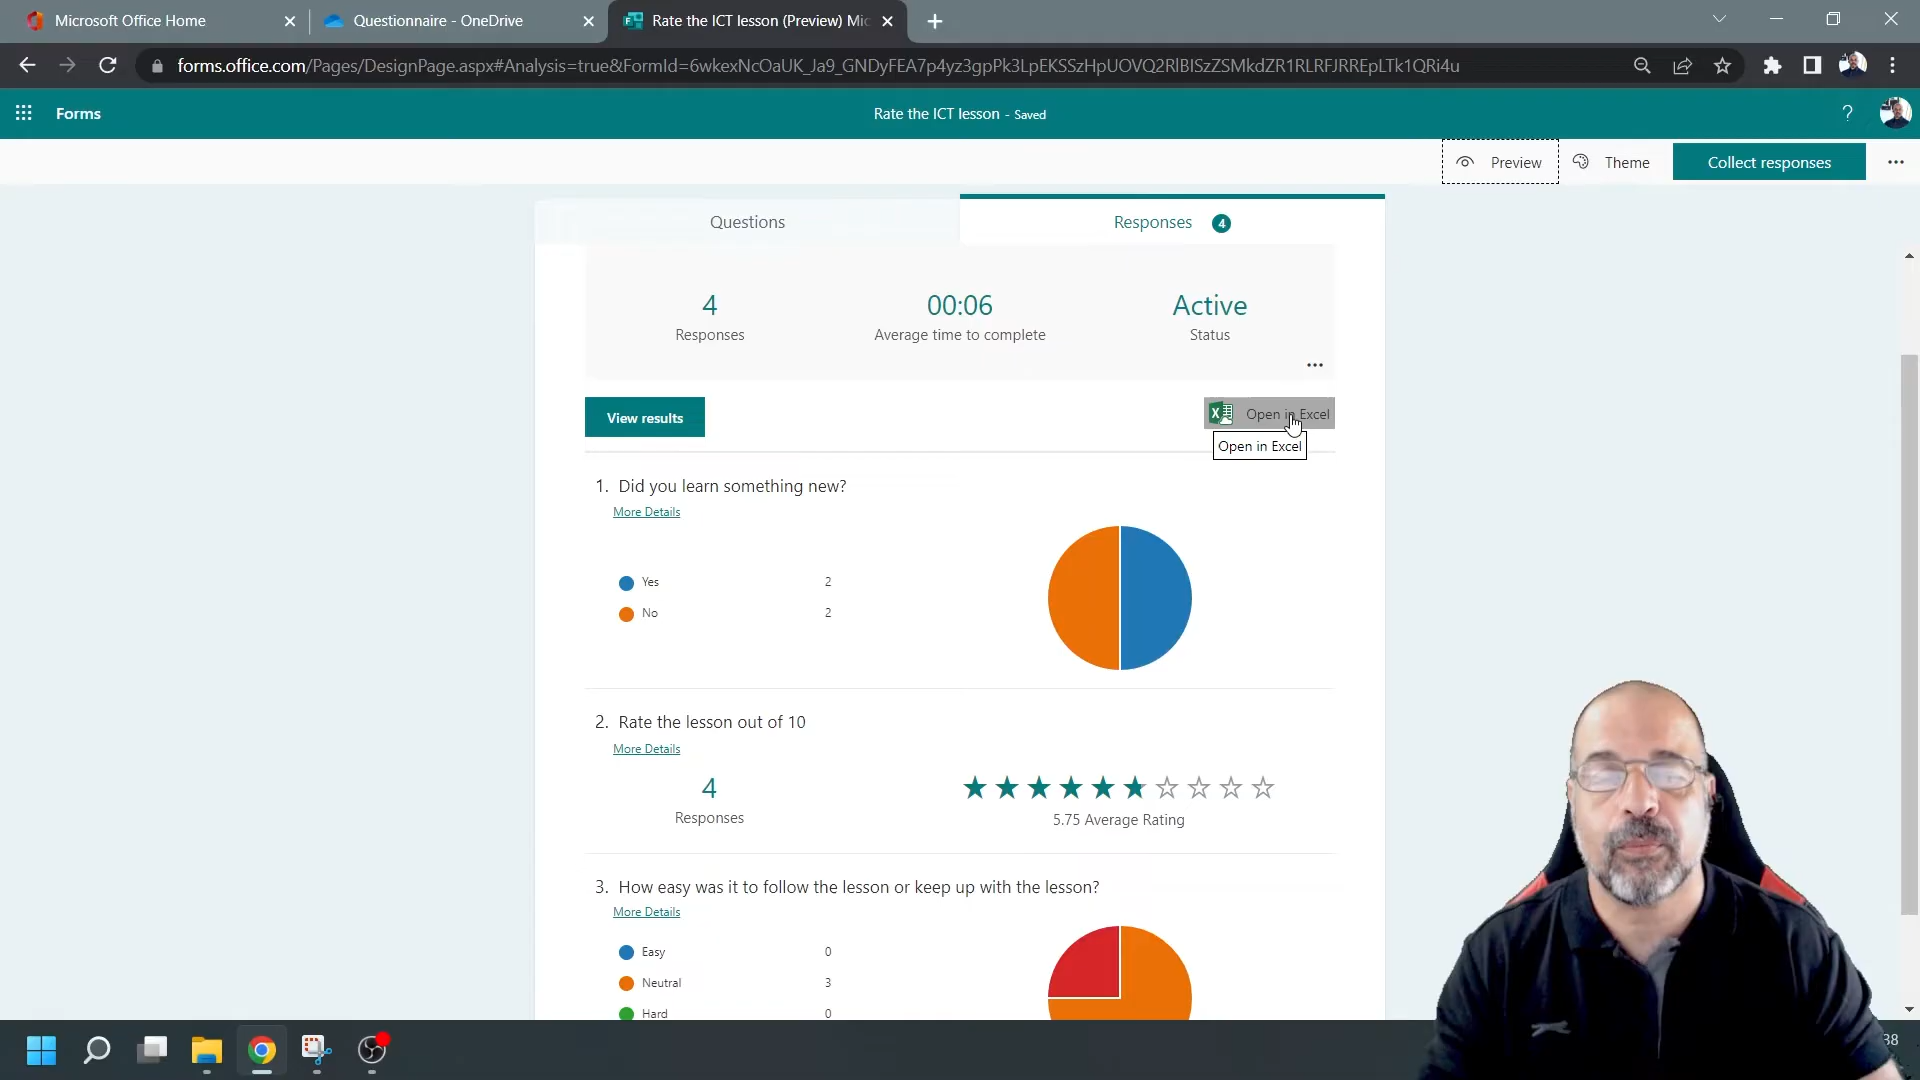 Microsoft Office Home
Questionnaire - OneDrive
Rate the ICT lesson (Preview) Mic
forms.office.com/Pages/DesignPage.aspx#Analysis=true&FormId=6wkexNcOaUK_Ja9_GNDyFEA7p4yz3gpPk3LpEKSSzHpUOVQ2RlBISzZSMkdZR1RLRFJRREpLTk1QRi4u
Forms
Rate the ICT lesson - Saved
?
Preview
Theme
Collect responses
Questions
Responses 4
4
Responses
00:06
Average time to complete
Active
Status
View results
Open in Excel
Open in Excel
1. Did you learn something new?
More Details
Yes 2
No 2
2. Rate the lesson out of 10
More Details
4
Responses
5.75 Average Rating
3. How easy was it to follow the lesson or keep up with the lesson?
More Details
Easy 0
Neutral 3
Hard 0
38